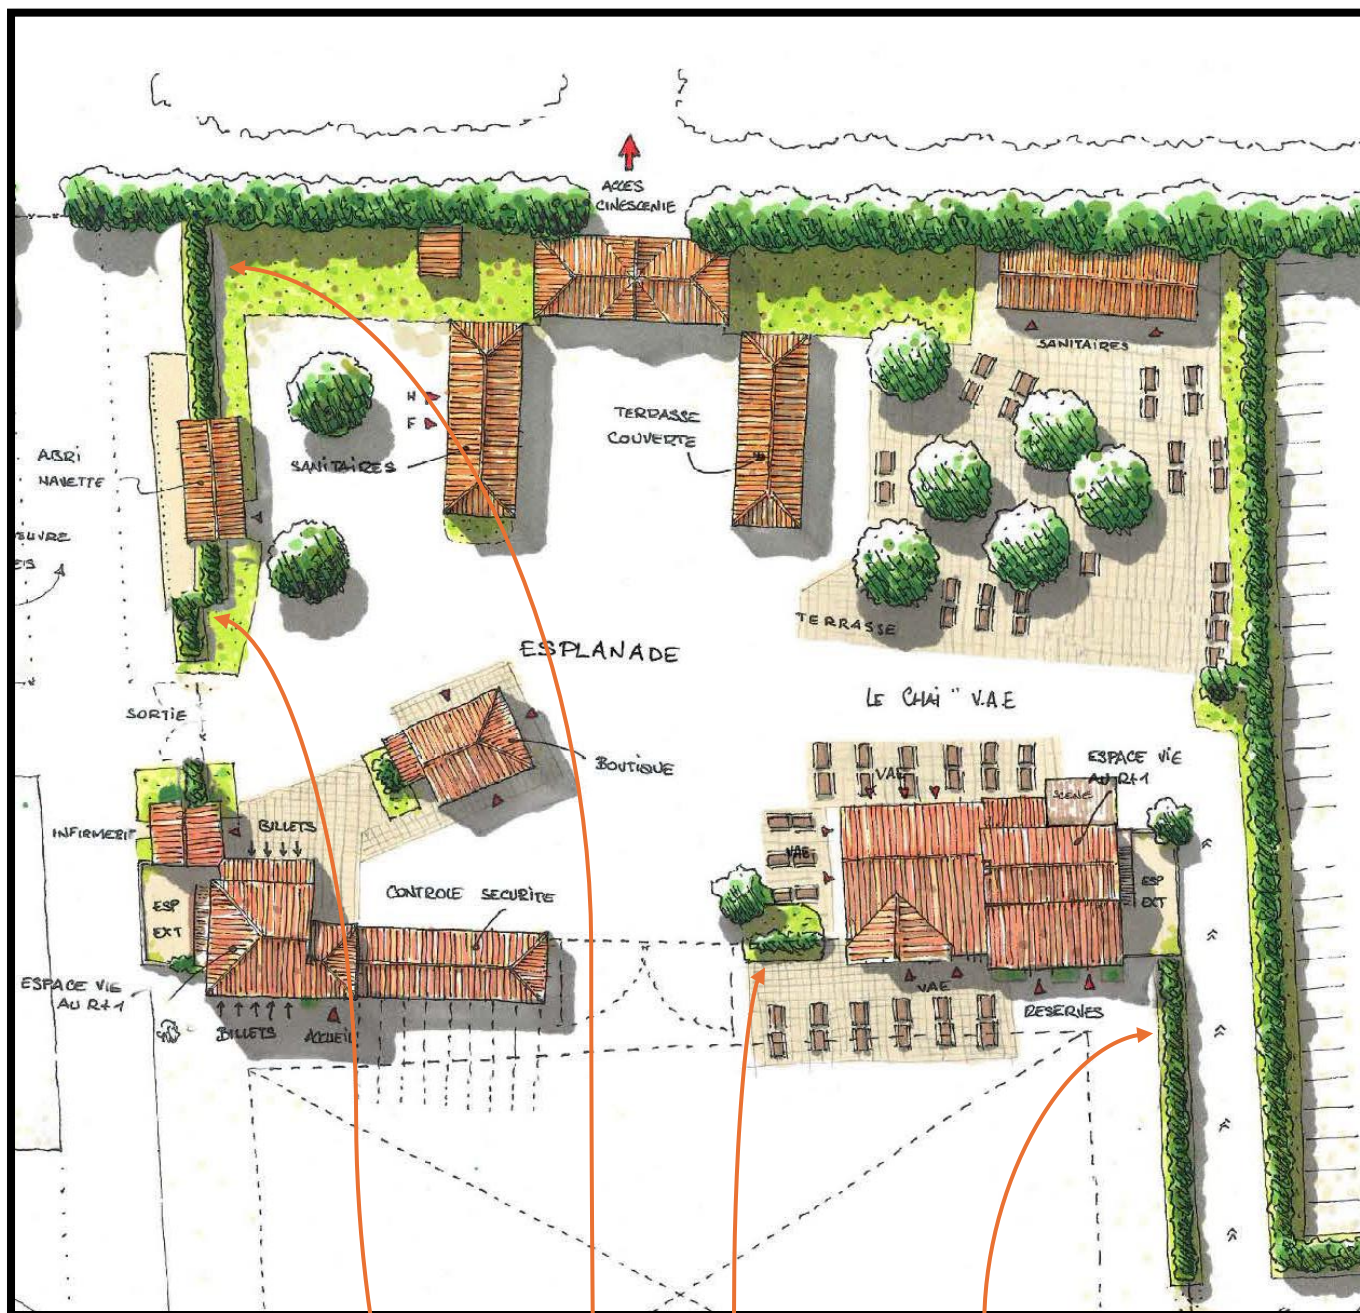 ACCES
CINESCENIE
SANITAIRES
H
F
TERRASSE
COUVERTE
ABRI
NAVETTE
SANITAIRES
TERRASSE
ESPLANADE
SORTIE
LE CHAI " V.A.E
BOUTIQUE
ESPACE VIE
AU R+1
VAE
SCENE
INFIRMERIE
BILLETS
VAE
CONTROLE SECURITE
ESP
EXT
ESP
EXT
ESPACE VIE
AU R+1
BILLETS
ACCUEIL
VAE
RESERVES